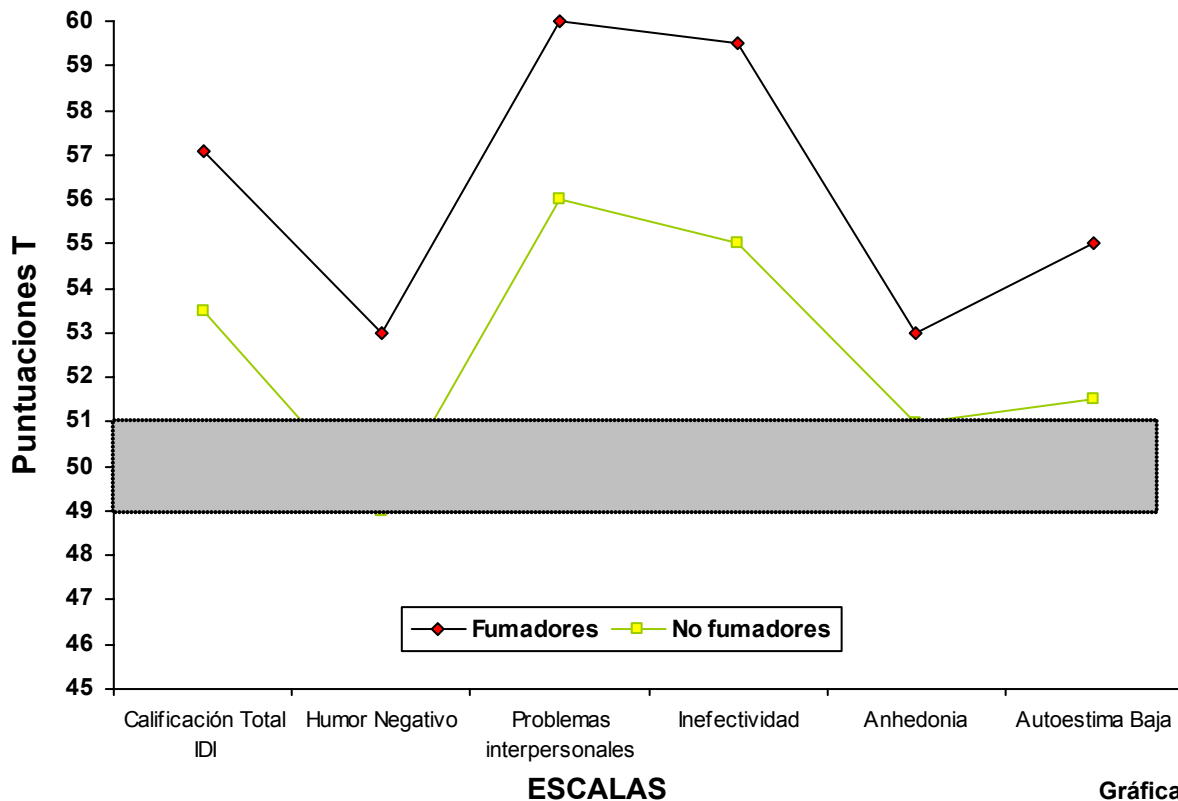 Puntuaciones T
60
59
58
57
56
55
54
53
52
51
50
49
48
47
46
45
Fumadores No fumadores
Calificación Total IDI
Humor Negativo
Problemas interpersonales
Inefectividad
Anhedonia
Autoestima Baja
ESCALAS
Gráfica